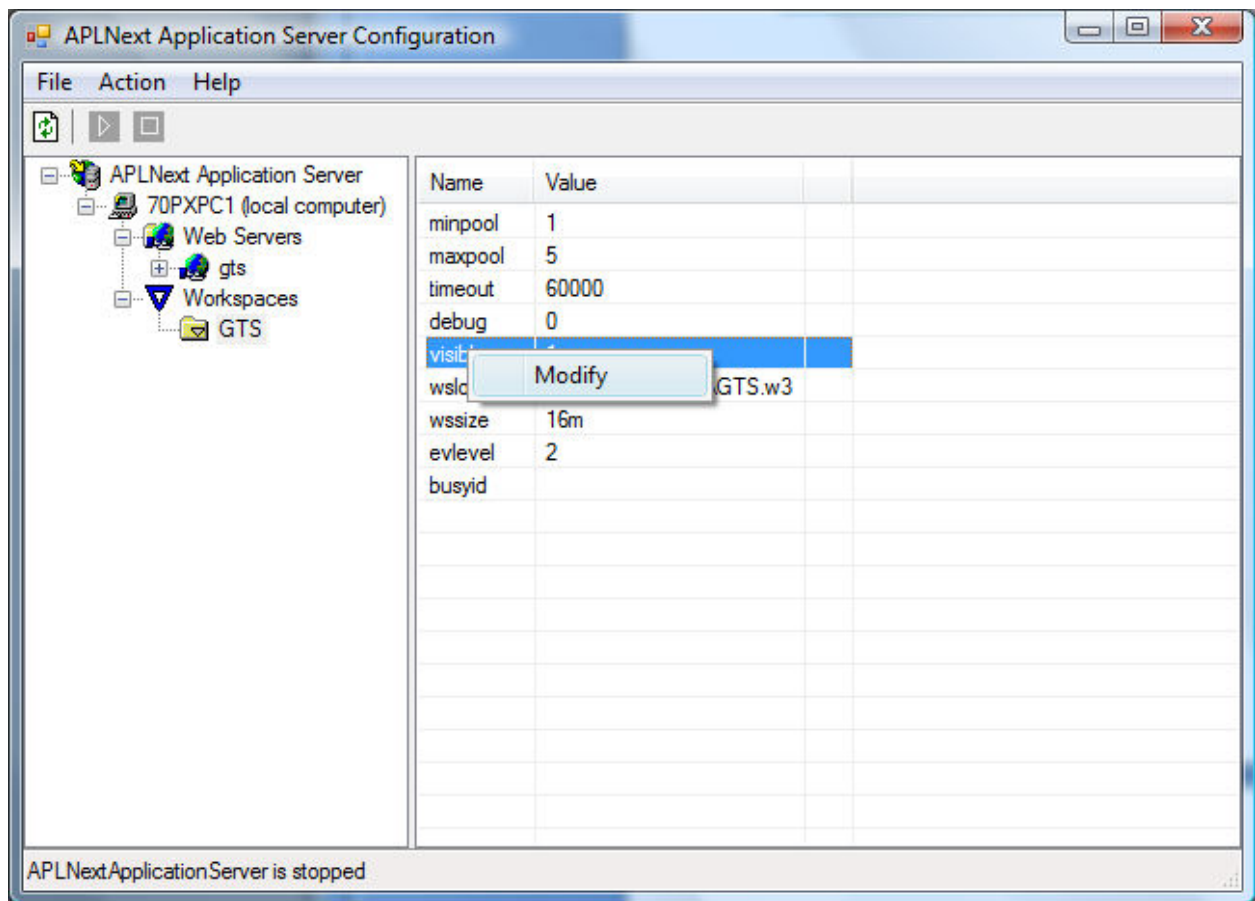 APLNext Application Server Configuration
File Action Help
APLNext Application Server
70PXPC1 (local computer)
Web Servers
gts
Workspaces
GTS
Name Value
minpool 1
maxpool 5
timeout 60000
debug 0
Modify
GTS.w3
wssize 16m
evlevel 2
busyid
APLNextApplicationServer is stopped